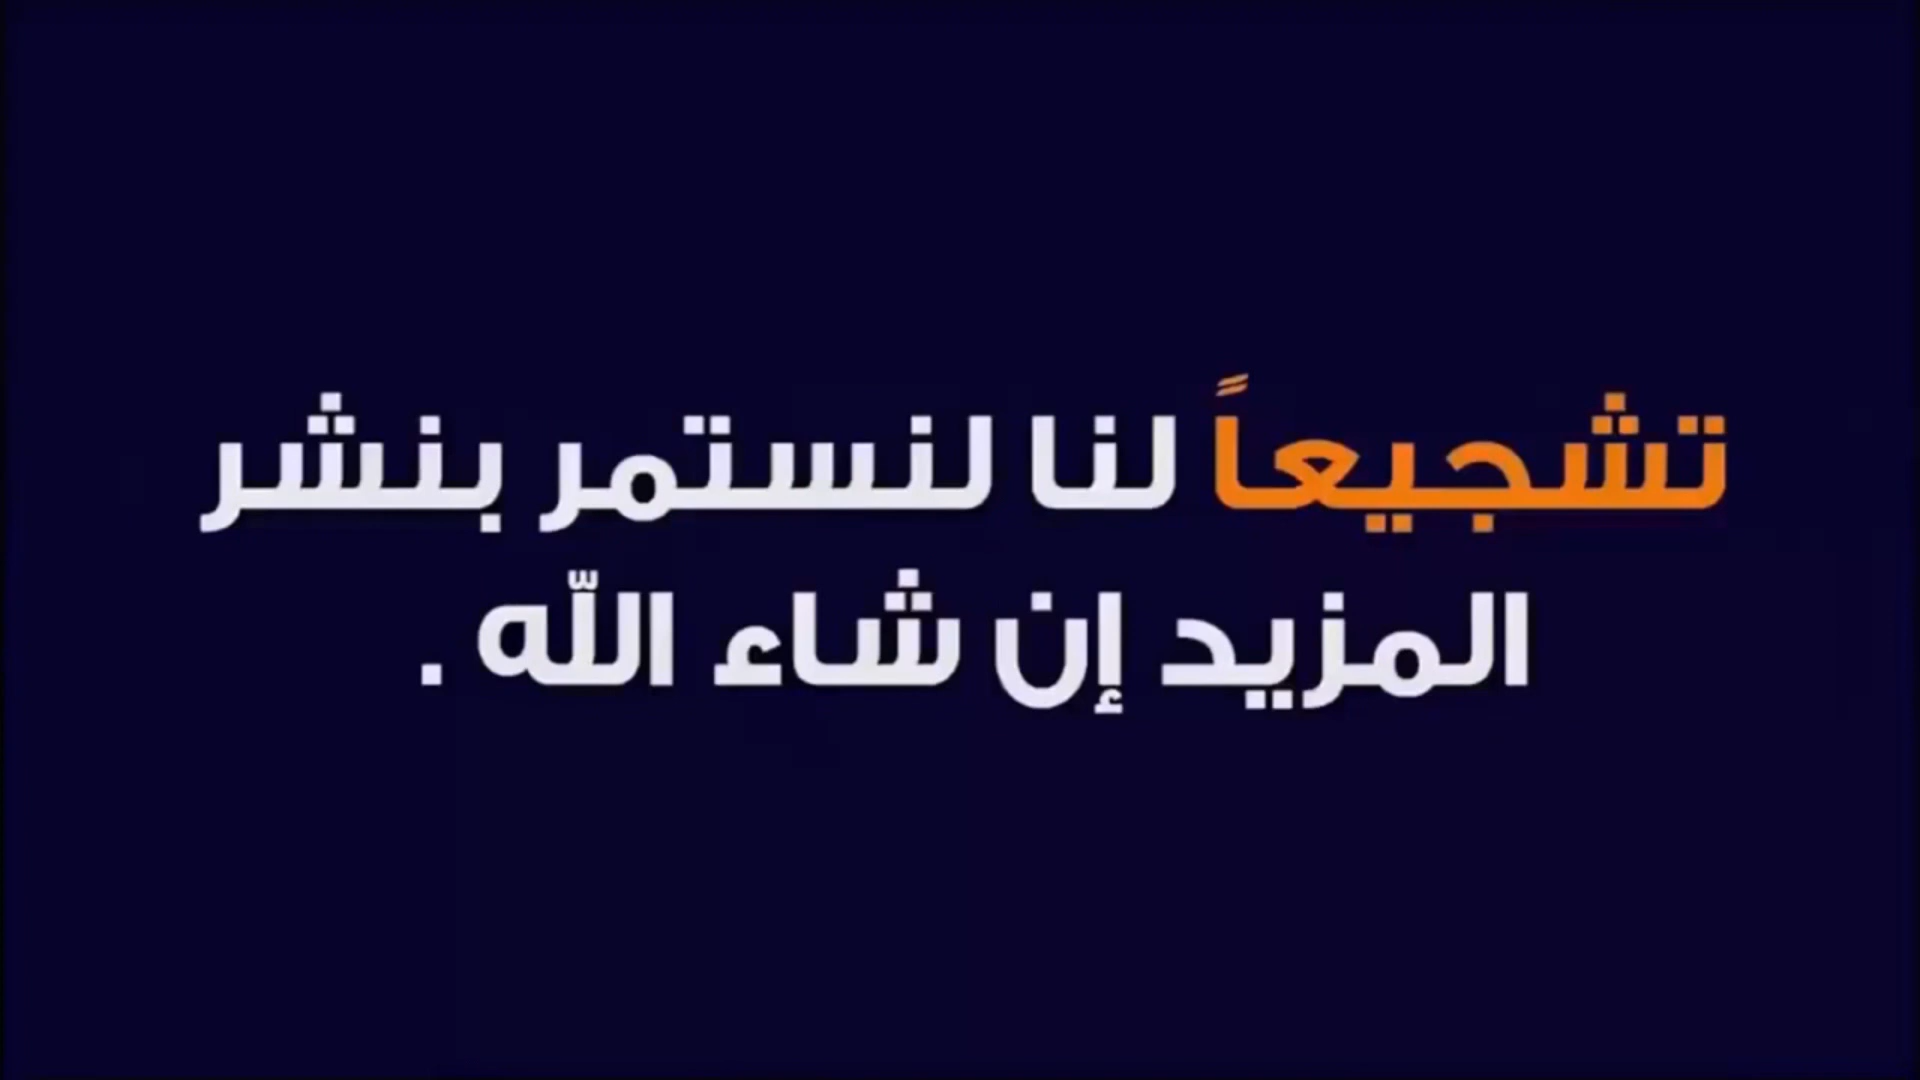 تشجيعاً لنا لنستمر بنشر
المزيد إن شاء اللّه .